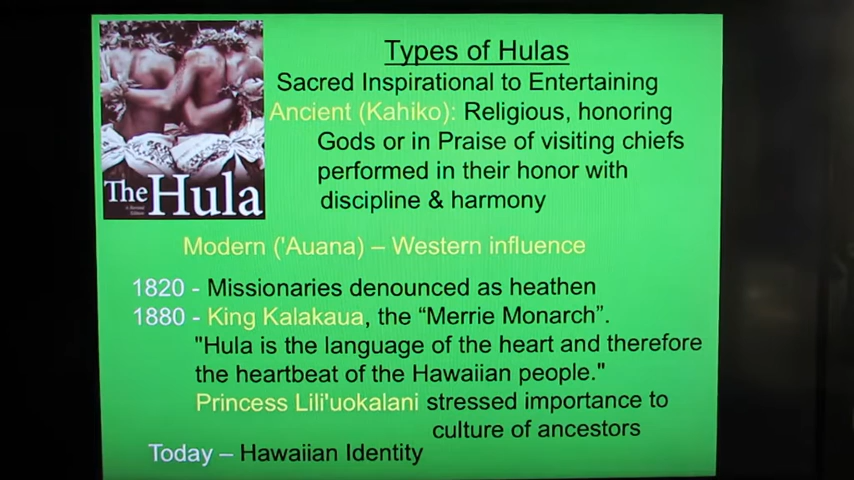 Types of Hulas
Sacred Inspirational to Entertaining
Ancient (Kahiko): Religious, honoring
Gods or in Praise of visiting chiefs
performed in their honor with
discipline & harmony
The Hula
Modern ('Auana) – Western influence
1820 - Missionaries denounced as heathen
1880 - King Kalakaua, the “Merrie Monarch”.
"Hula is the language of the heart and therefore
the heartbeat of the Hawaiian people."
Princess Lili'uokalani stressed importance to
culture of ancestors
Today – Hawaiian Identity